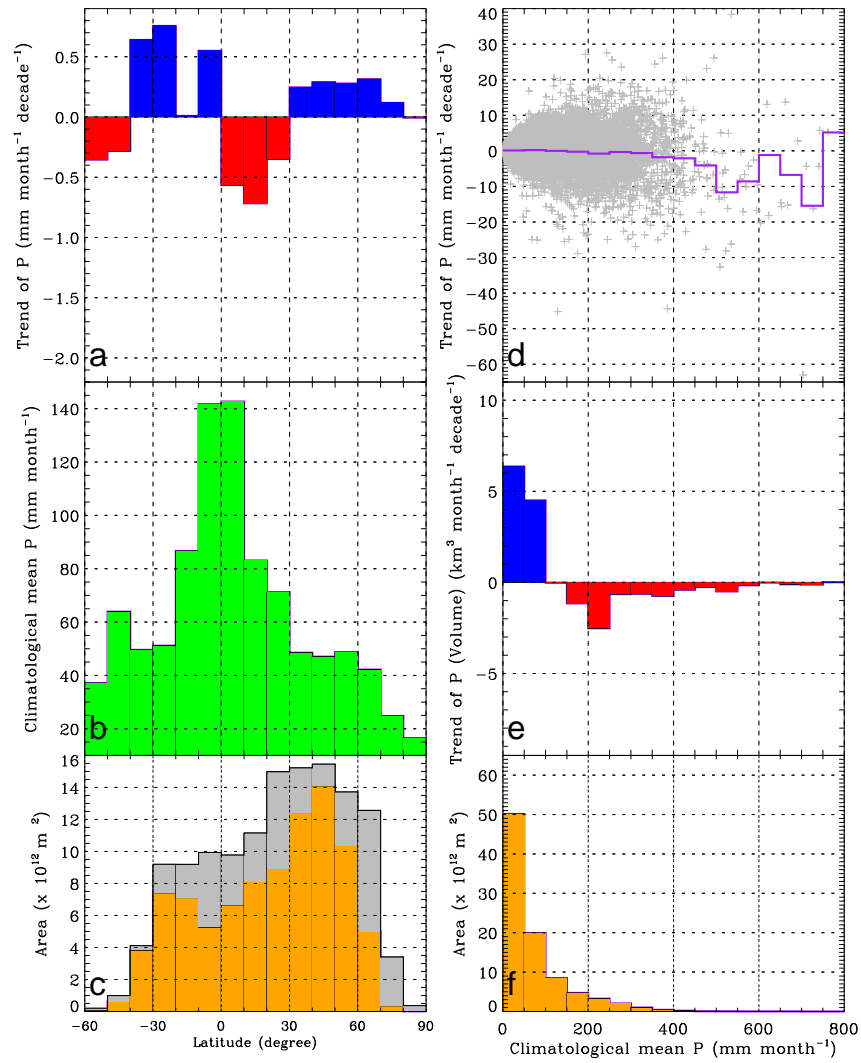 Trend of P (mm month⁻¹ decade⁻¹)
0.5
0.0
−0.5
−1.0
−1.5
−2.0
a
Trend of P (mm month⁻¹ decade⁻¹)
40
30
20
10
0
−10
−20
−30
−40
−50
−60
d
Climatological mean P (mm month⁻¹)
140
120
100
80
60
40
20
b
Trend of P (Volume) (km³ month⁻¹ decade⁻¹)
10
5
0
−5
e
Area (x 10¹² m ²)
16
14
12
10
8
6
4
2
0
c
−60 −30 0 30 60 90
Latitude (degree)
Area (x 10¹² m ²)
60
50
40
30
20
10
0
f
0 200 400 600 800
Climatological mean P (mm month⁻¹)